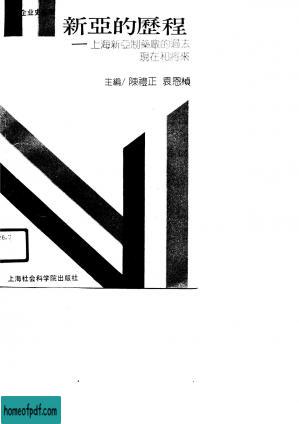 企业史
新亞的歷程
——上海新亞制藥廠的過去
現在和將來
主編/陳禮正 袁恩楨
26.7
上海社会科学院出版社
homeofpdf.com